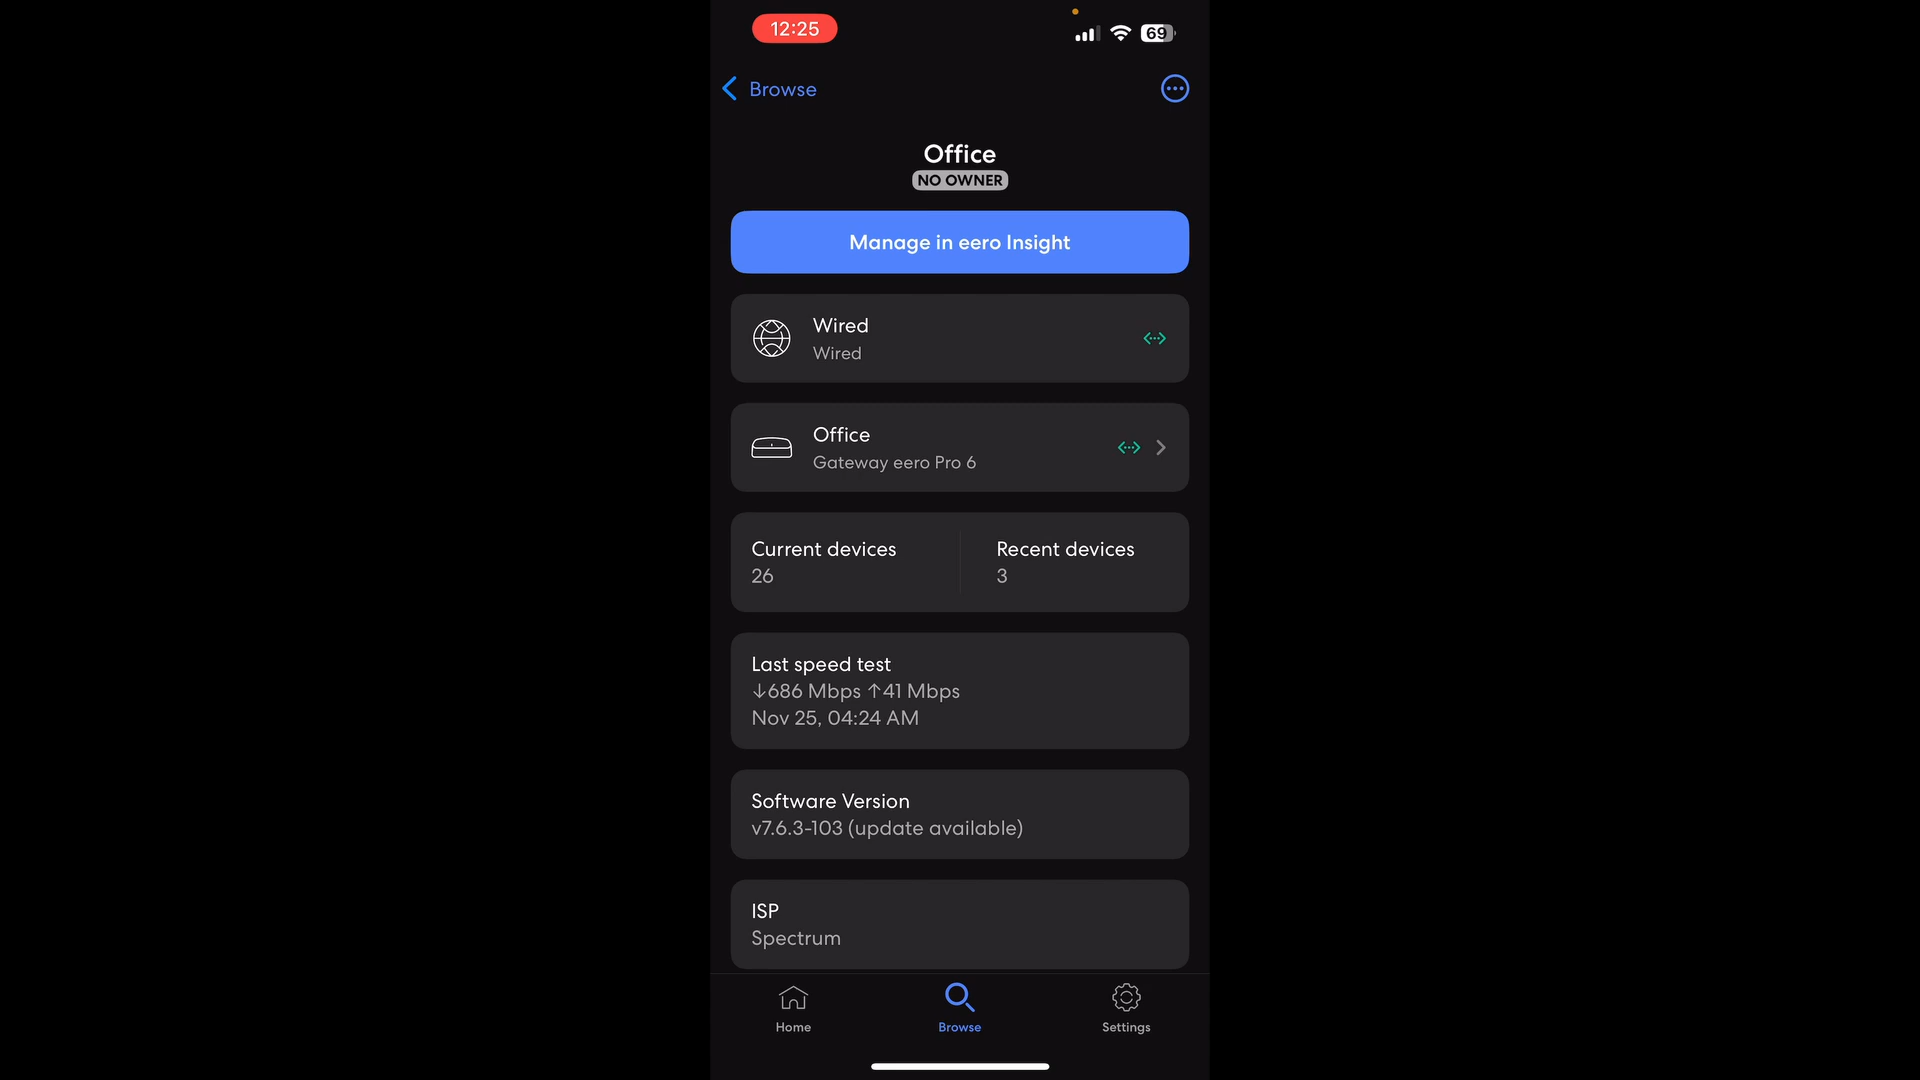 12:25
69
Browse
Office
NO OWNER
Manage in eero Insight
Wired
Wired
Office
Gateway eero Pro 6
Current devices
26
Recent devices
3
Last speed test
↓686 Mbps ↑41 Mbps
Nov 25, 04:24 AM
Software Version
v7.6.3-103 (update available)
ISP
Spectrum
Home
Browse
Settings